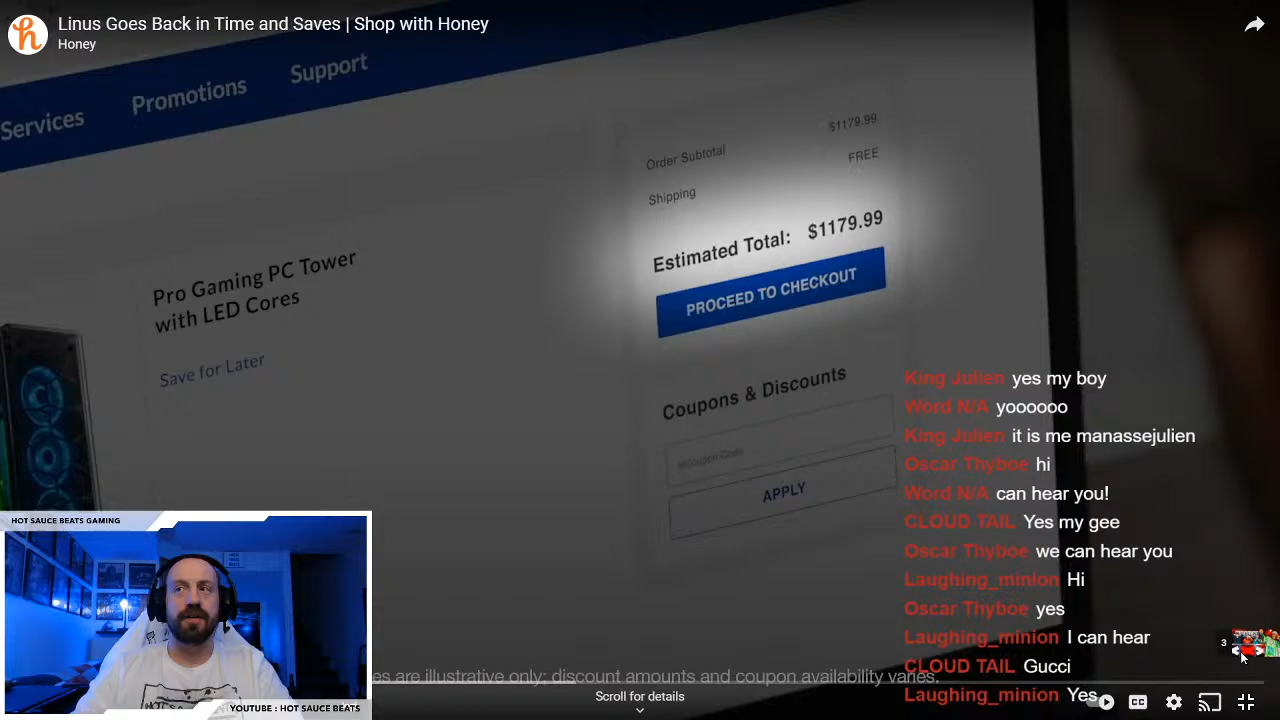 Linus Goes Back in Time and Saves | Shop with Honey
Honey
Services
Promotions
Support
Order Subtotal $1179.99
Shipping FREE
Estimated Total: $1179.99
PROCEED TO CHECKOUT
Pro Gaming PC Tower
with LED Cores
Save for Later
Coupons & Discounts
APPLY
King Julien yes my boy
Word N/A yoooooo
King Julien it is me manassejulien
Oscar Thyboe hi
Word N/A can hear you!
CLOUD TAIL Yes my gee
Oscar Thyboe we can hear you
Laughing_minion Hi
Oscar Thyboe yes
Laughing_minion I can hear
CLOUD TAIL Gucci
Laughing_minion Yes
HOT SAUCE BEATS GAMING
YOUTUBE : HOT SAUCE BEATS
es are illustrative only; discount amounts and coupon availability varies.
Scroll for details
3
CC